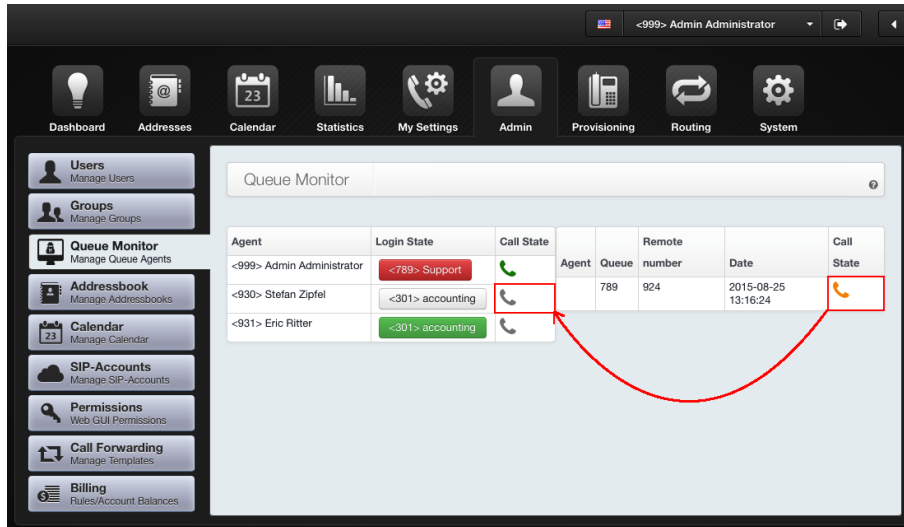 <999> Admin Administrator
@
23
Dashboard
Addresses
Calendar
Statistics
My Settings
Admin
Provisioning
Routing
System
Users
Manage Users
Groups
Manage Groups
Queue Monitor
Manage Queue Agents
Addressbook
Manage Addressbooks
23
Calendar
Manage Calendar
SIP-Accounts
Manage SIP-Accounts
Permissions
Web GUI Permissions
Call Forwarding
Manage Templates
Billing
Rules/Account Balances
Queue Monitor
?
Agent Login State Call State
<999> Admin Administrator <789> Support
<930> Stefan Zipfel <301> accounting
<931> Eric Ritter <301> accounting
Remote Call
Agent Queue number Date State
789 924 2015-08-25
13:16:24